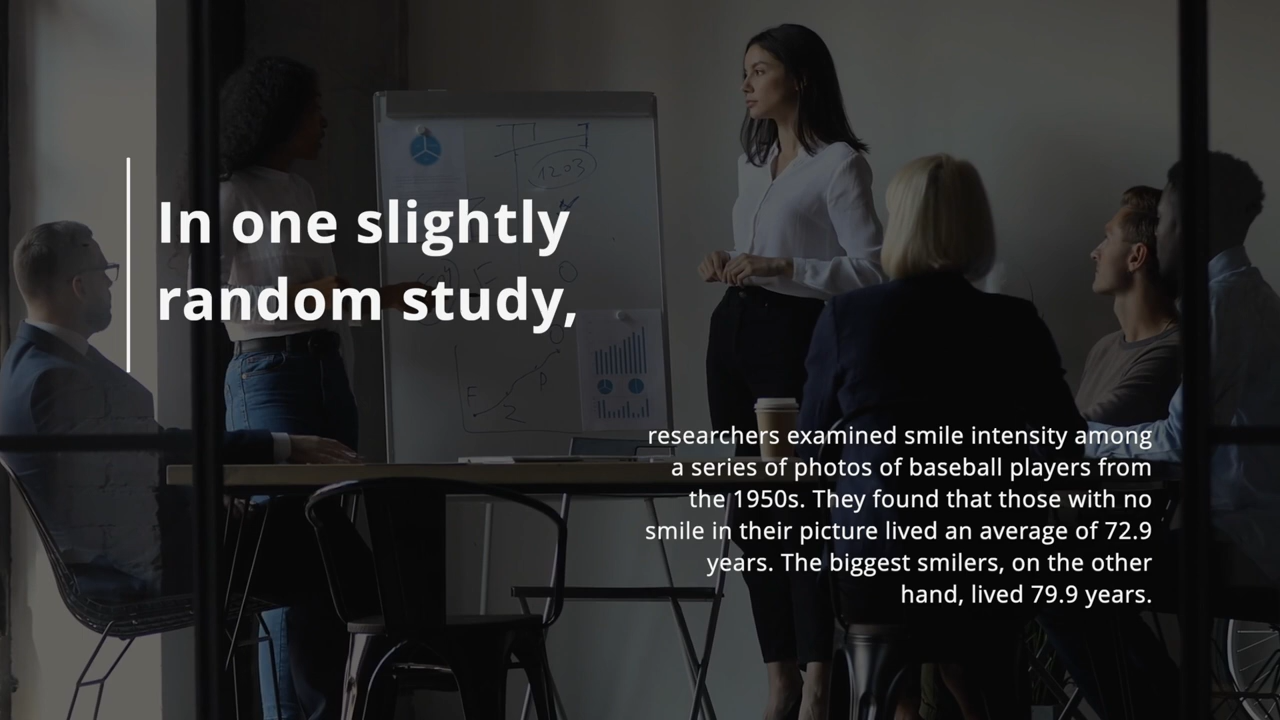 In one slightly
random study,
researchers examined smile intensity among
a series of photos of baseball players from
the 1950s. They found that those with no
smile in their picture lived an average of 72.9
years. The biggest smilers, on the other
hand, lived 79.9 years.
1203